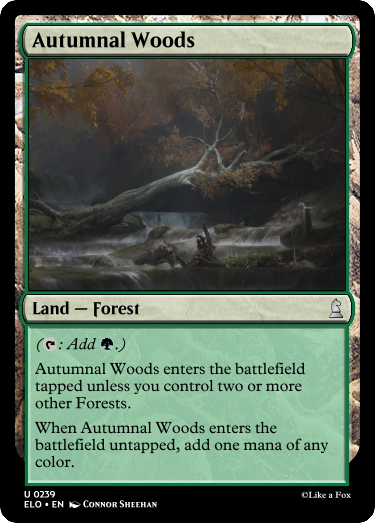 Autumnal Woods
Land — Forest
(: Add .)
Autumnal Woods enters the battlefield
tapped unless you control two or more
other Forests.
When Autumnal Woods enters the
battlefield untapped, add one mana of any
color.
U 0239
ELO • EN Connor Sheehan
©Like a Fox